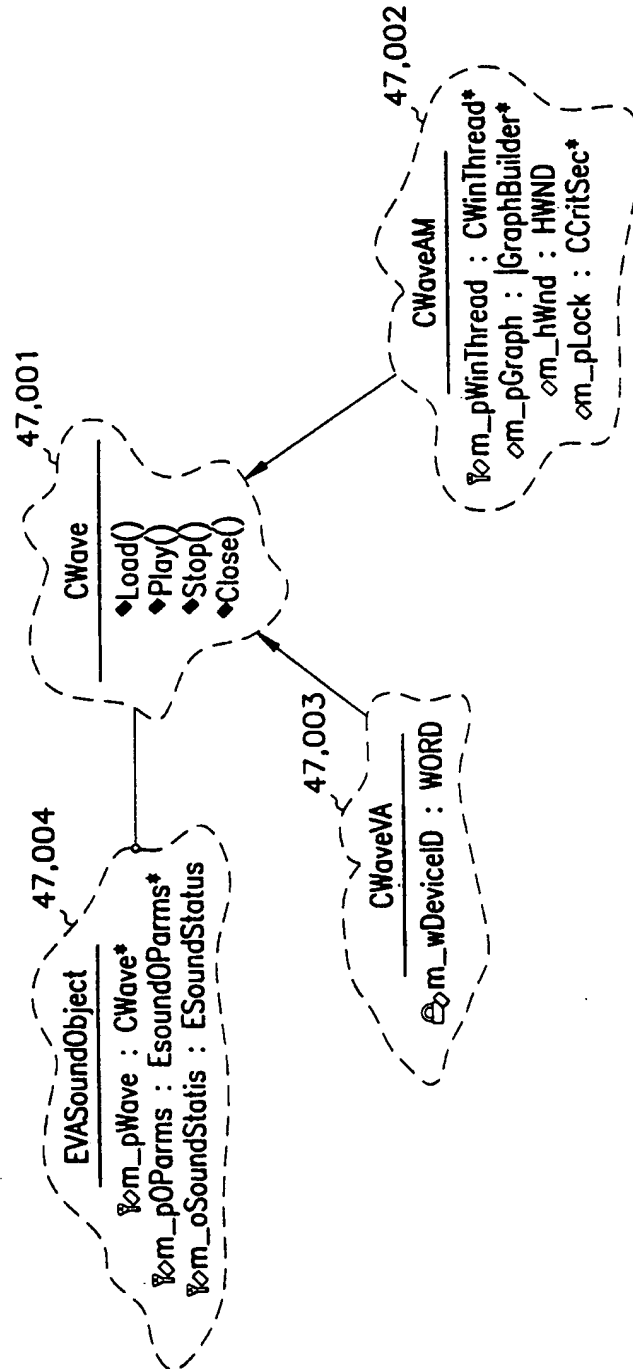 47,004
EVASoundObject
m_pWave : CWave*
m_pOParms : EsoundOParms*
m_oSoundStatis : ESoundStatus
47,001
CWave
Load()
Play()
Stop()
Close()
47,003
CWaveVA
m_wDeviceID : WORD
47,002
CWaveAM
m_pWinThread : CWinThread*
m_pGraph : IGraphBuilder*
m_hWnd : HWND
m_pLock : CCritSec*